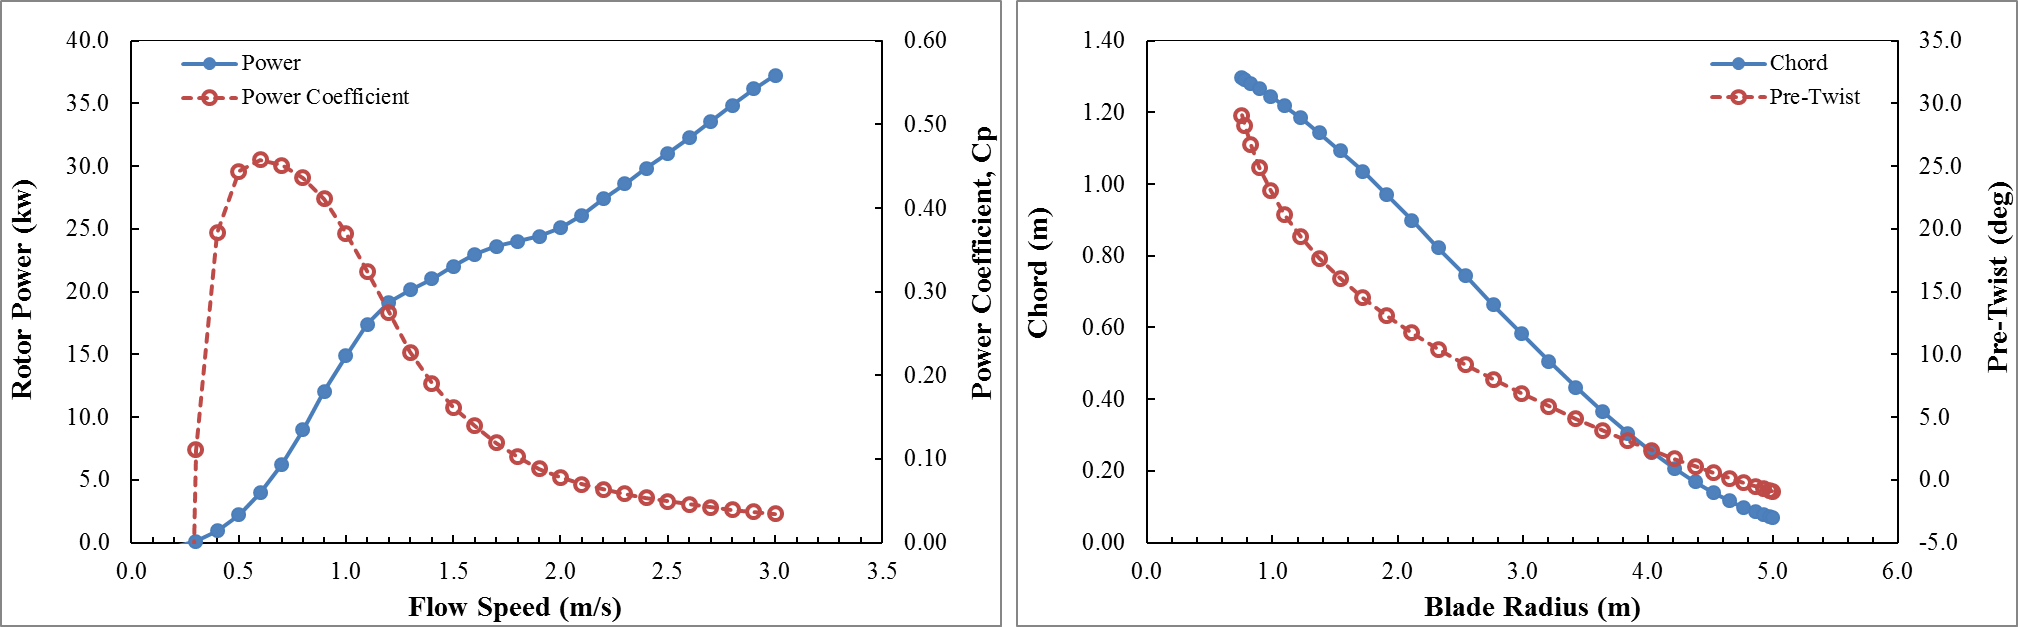 40.0
35.0
30.0
25.0
20.0
15.0
10.0
5.0
0.0
Rotor Power (kw)
Power
Power Coefficient
0.60
0.50
0.40
0.30
0.20
0.10
0.00
Power Coefficient, Cp
0.0 0.5 1.0 1.5 2.0 2.5 3.0 3.5
Flow Speed (m/s)
1.40
1.20
1.00
0.80
0.60
0.40
0.20
0.00
Chord (m)
Chord
Pre-Twist
35.0
30.0
25.0
20.0
15.0
10.0
5.0
0.0
-5.0
Pre-Twist (deg)
0.0 1.0 2.0 3.0 4.0 5.0 6.0
Blade Radius (m)